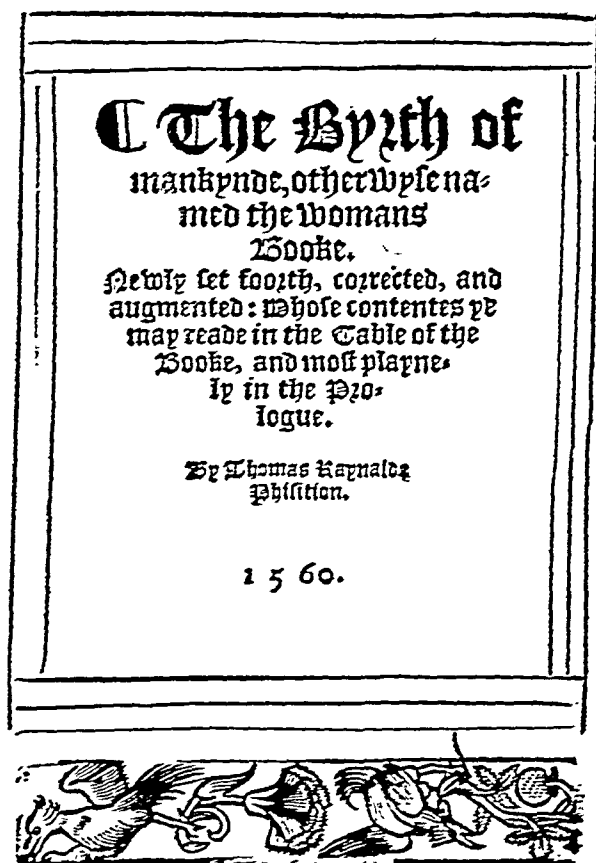 ¶ The Byrth of
mankynde, otherwyse na-
med the womans
Booke.
Newly set foorth, corrected, and
augmented: Whose contentes ye
may reade in the Table of the
Booke, and most playne-
ly in the Pro-
logue.
By Thomas Raynalde
Phisition.
1560.